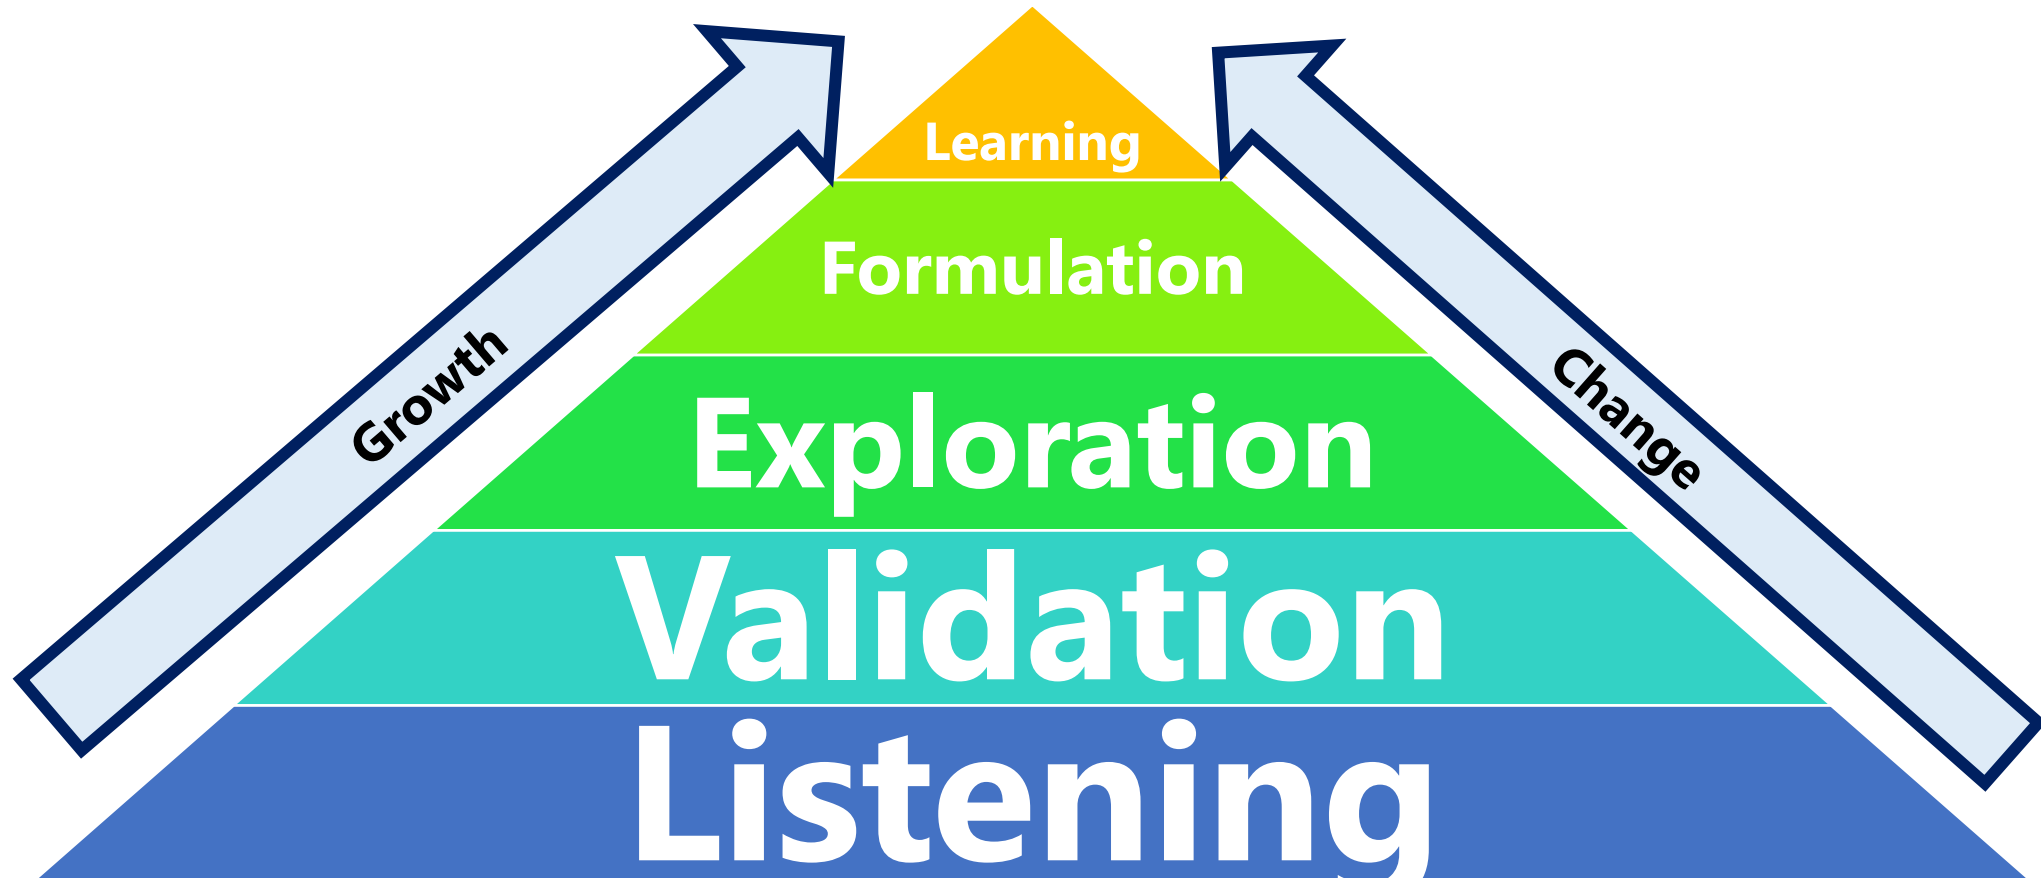 Learning
Formulation
Growth
Exploration
Change
Validation
Listening